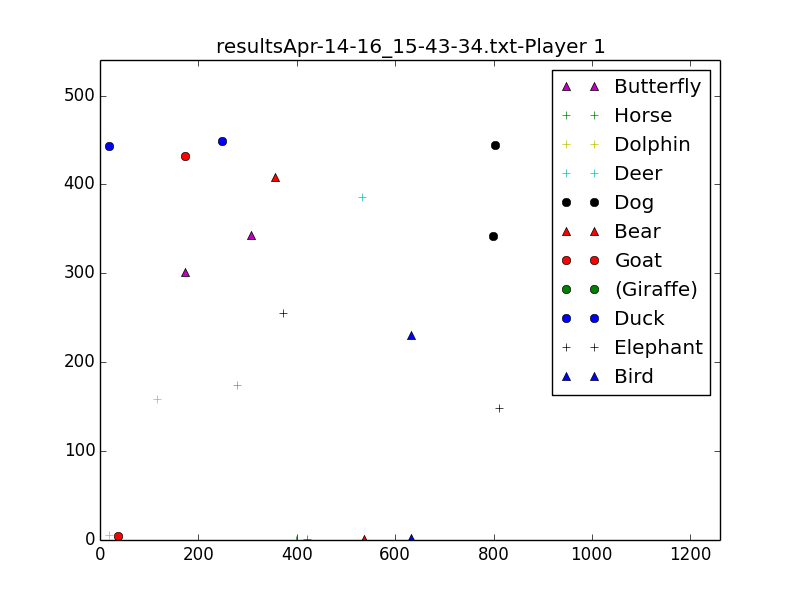 resultsApr-14-16_15-43-34.txt-Player 1
500
400
300
200
100
0
0 200 400 600 800 1000 1200
Butterfly
Horse
Dolphin
Deer
Dog
Bear
Goat
(Giraffe)
Duck
Elephant
Bird